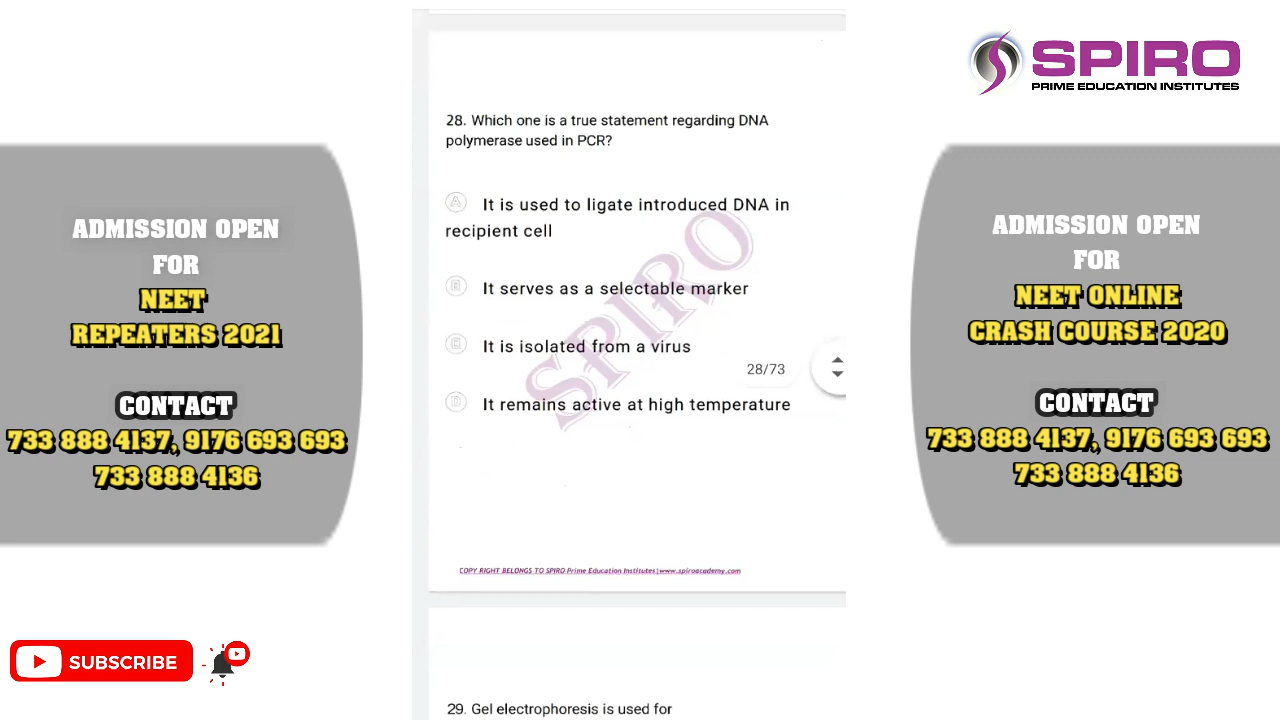 SPIRO
PRIME EDUCATION INSTITUTES
ADMISSION OPEN
FOR
NEET
REPEATERS 2021
CONTACT
733 888 4137, 9176 693 693
733 888 4136
28. Which one is a true statement regarding DNA
polymerase used in PCR?
A It is used to ligate introduced DNA in
recipient cell
B It serves as a selectable marker
C It is isolated from a virus
28/73
D It remains active at high temperature
SPIRO
COPY RIGHT BELONGS TO SPIRO Prime Education Institutes|www.spiroacademy.com
29. Gel electrophoresis is used for
ADMISSION OPEN
FOR
NEET ONLINE
CRASH COURSE 2020
CONTACT
733 888 4137, 9176 693 693
733 888 4136
SUBSCRIBE